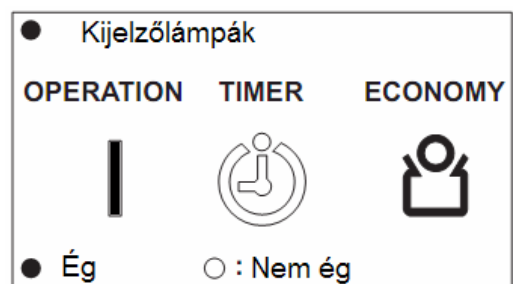 ● Kijelzőlámpák
OPERATION TIMER ECONOMY
● Ég ○ : Nem ég